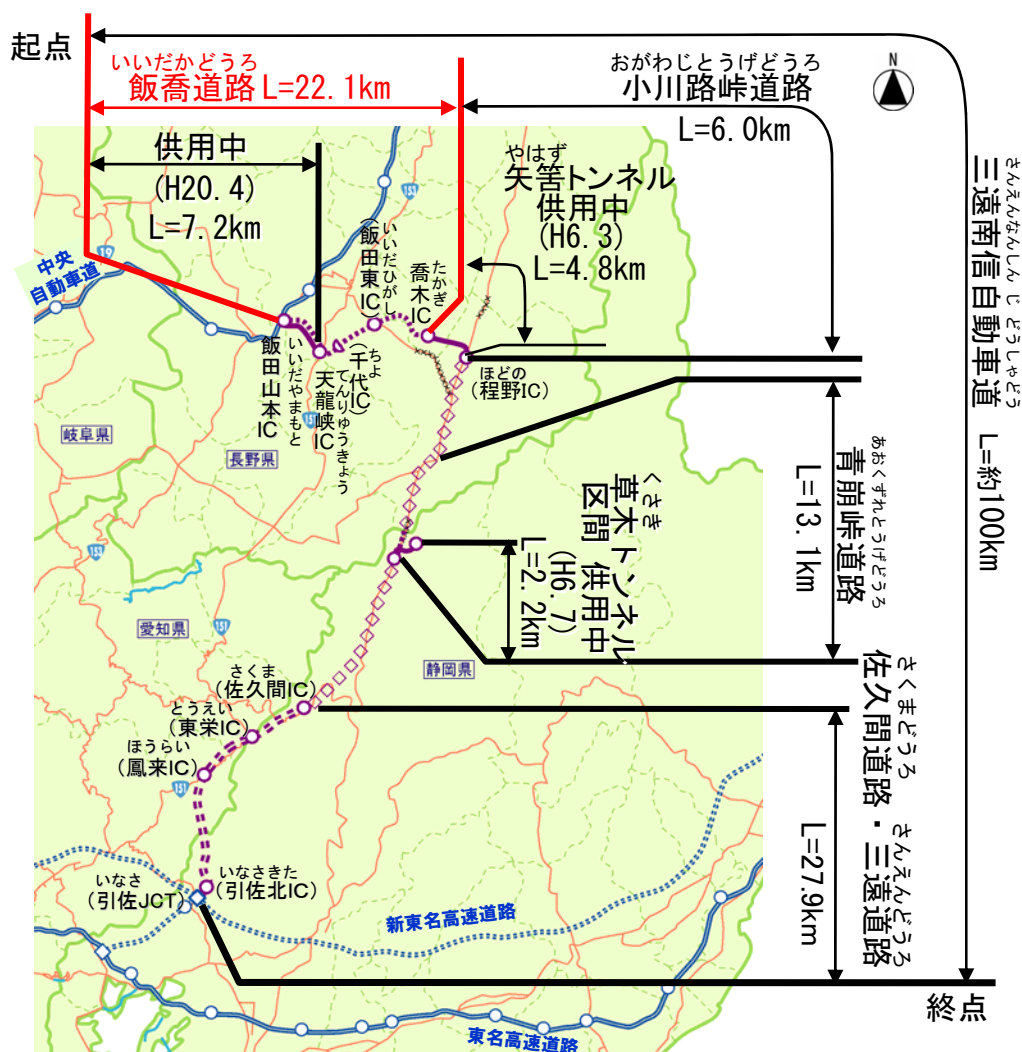 起点
いいだかどうろ
飯喬道路 L=22.1km
おがわじとうげどうろ
小川路峠道路
L=6.0km
N
供用中
(H20.4)
L=7.2km
やはず
矢筈トンネル
供用中
(H6.3)
L=4.8km
さんえんなんしんじどうしゃどう
三遠南信自動車道 L=約100km
153
19
中央
自動車道
いいだひがし
(飯田東IC)
たかぎ
喬木IC
ほどの
(程野IC)
ちよ
(千代IC)
てんりゅうきょう
天龍峡IC
151
いいだやまもと
飯田山本IC
岐阜県
長野県
あおくずれとうげどうろ
青崩峠道路
L=13.1km
くさき
草木トンネル
区間 供用中
(H6.7)
L=2.2km
153
愛知県
151
静岡県
さくま
(佐久間IC)
とうえい
(東栄IC)
ほうらい
(鳳来IC)
151
さくまどうろ さんえんどうろ
佐久間道路・三遠道路
L=27.9km
いなさ
(引佐JCT)
いなさきた
(引佐北IC)
新東名高速道路
東名高速道路
終点